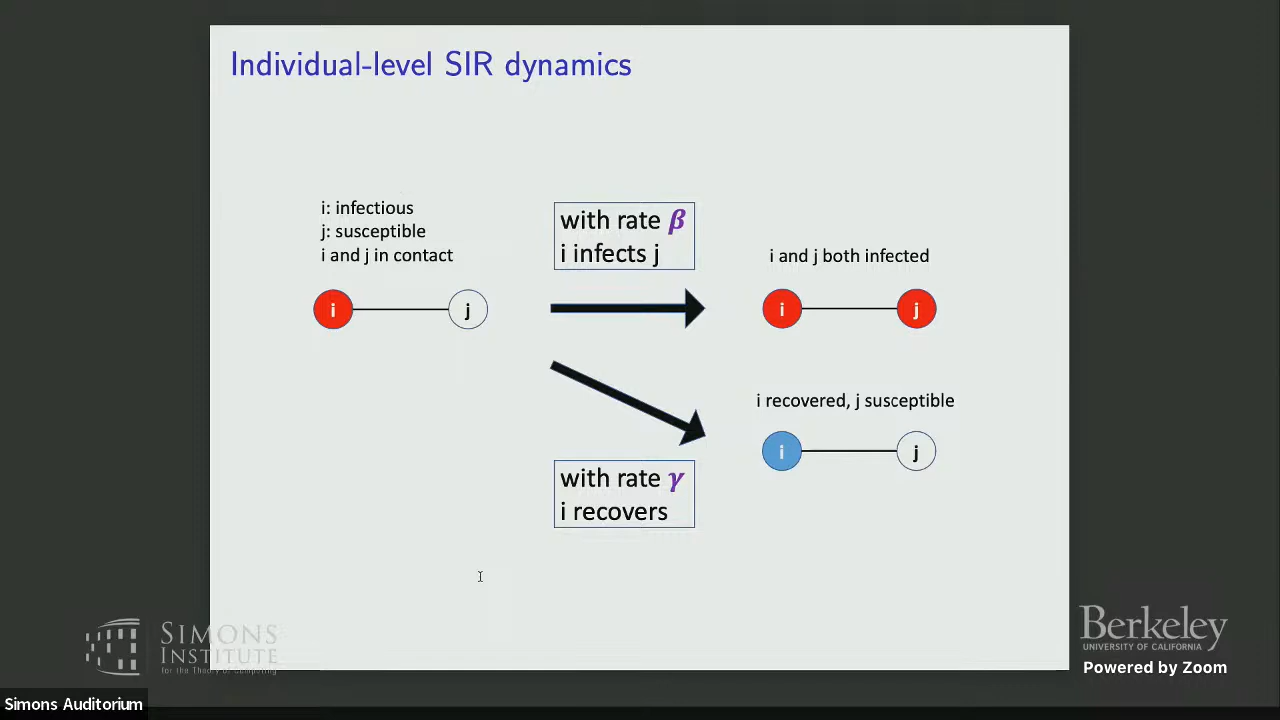 Individual-level SIR dynamics
i: infectious
j: susceptible
i and j in contact
with rate β
i infects j
i and j both infected
i
j
i
j
i recovered, j susceptible
i
j
with rate γ
i recovers
SIMONS
INSTITUTE
for the Theory of Computing
Berkeley
UNIVERSITY OF CALIFORNIA
Powered by Zoom
Simons Auditorium